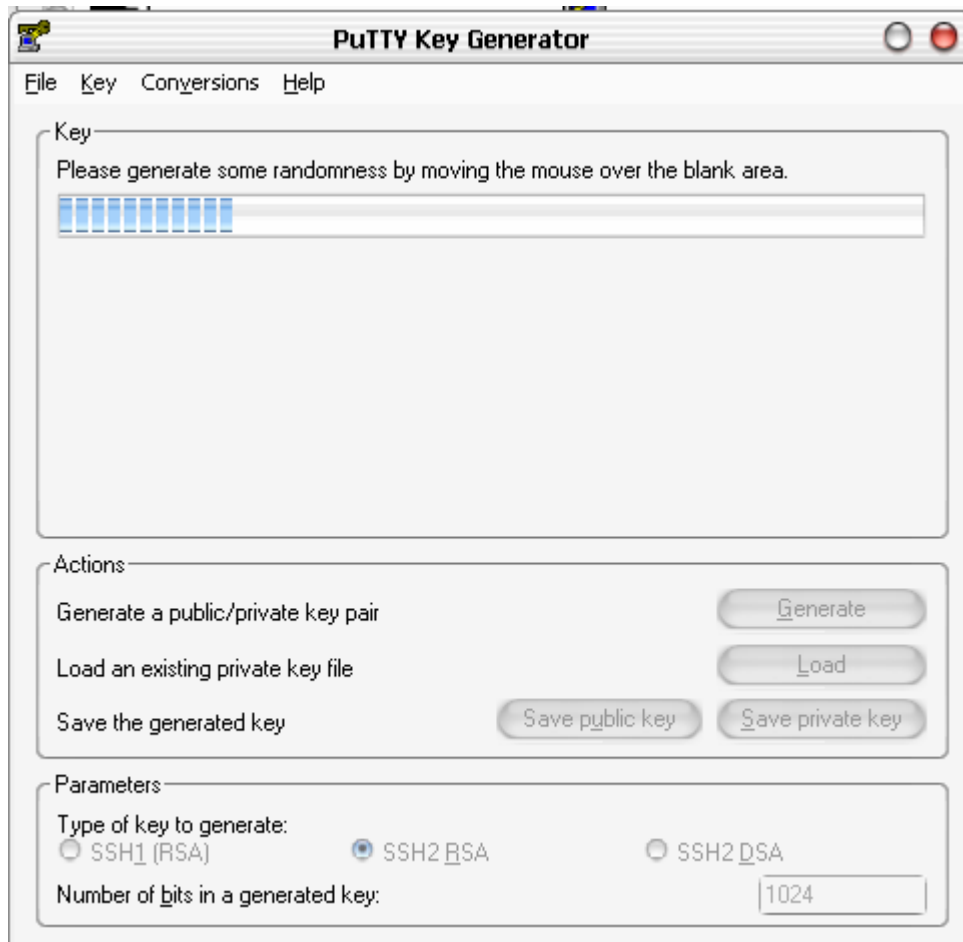 PuTTY Key Generator
File Key Conversions Help
Key
Please generate some randomness by moving the mouse over the blank area.
Actions
Generate a public/private key pair
Generate
Load an existing private key file
Load
Save the generated key
Save public key
Save private key
Parameters
Type of key to generate:
SSH1 (RSA)
SSH2 RSA
SSH2 DSA
Number of bits in a generated key:
1024